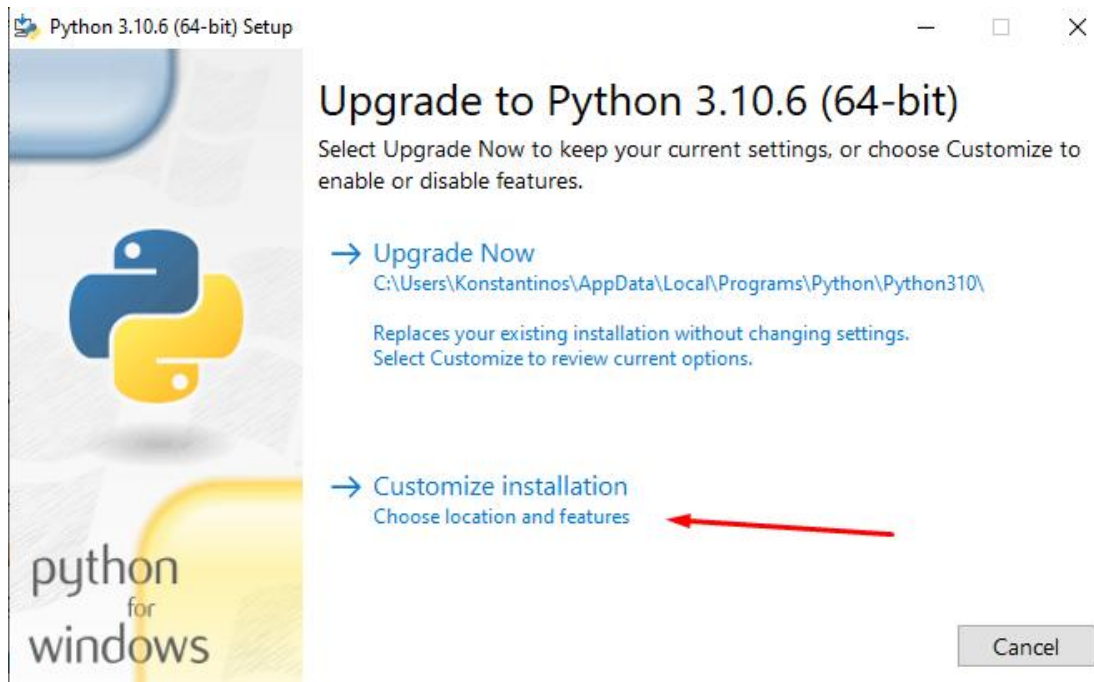 Python 3.10.6 (64-bit) Setup
Upgrade to Python 3.10.6 (64-bit)
Select Upgrade Now to keep your current settings, or choose Customize to
enable or disable features.
Upgrade Now
C:\Users\Konstantinos\AppData\Local\Programs\Python\Python310\
Replaces your existing installation without changing settings.
Select Customize to review current options.
Customize installation
Choose location and features
python
for
windows
Cancel